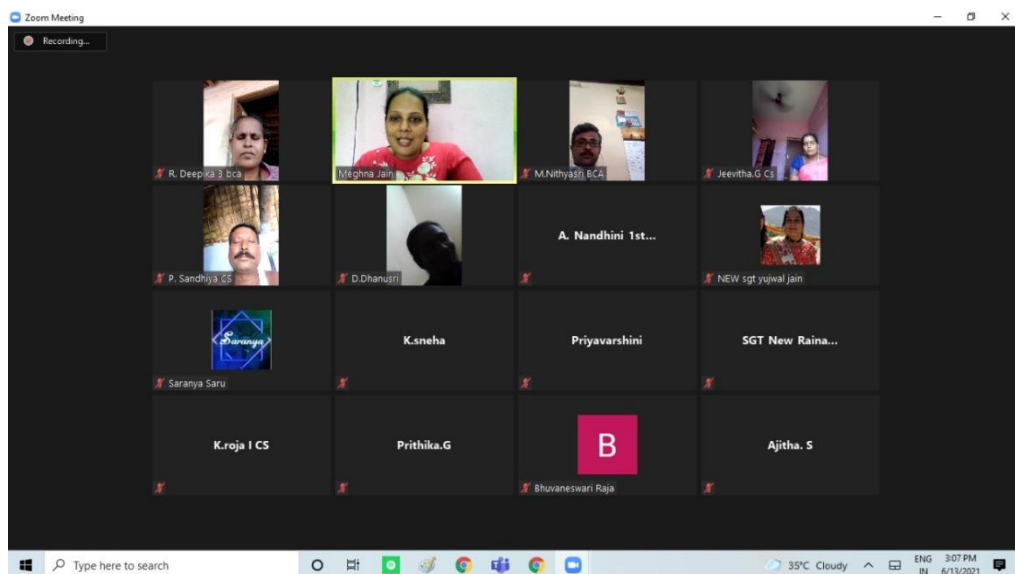 Zoom Meeting
Recording...
R. Deepika 3 bca
Meghna Jain
M.Nithyasri BCA
Jeevitha.G Cs
P. Sandhiya CS
D.Dhanusri
A. Nandhini 1st...
NEW sgt yujwal jain
Saranya
Saranya Saru
K.sneha
Priyavarshini
SGT New Raina...
K.roja I CS
Prithika.G
B
Bhuvaneswari Raja
Ajitha. S
Type here to search
35°C Cloudy
ENG
IN
3:07 PM
6/13/2021